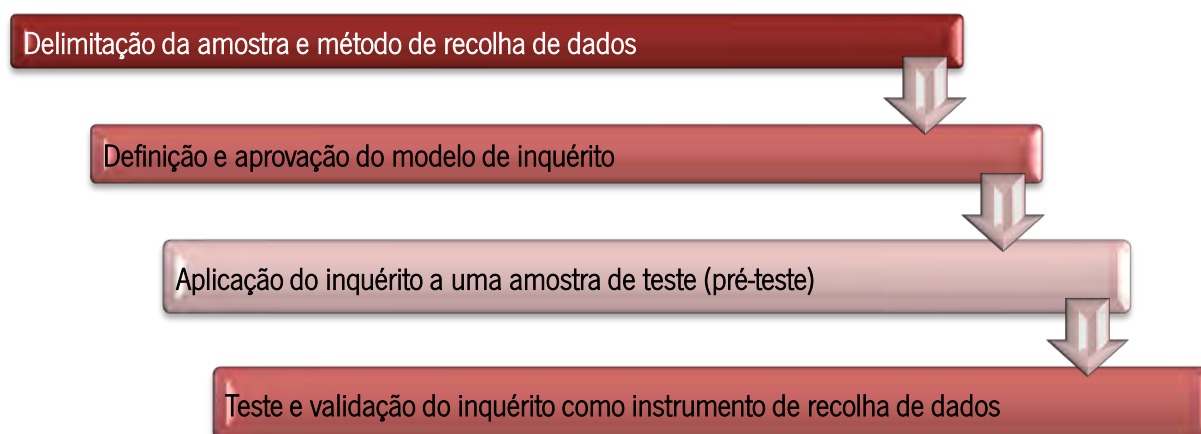 Delimitação da amostra e método de recolha de dados
Definição e aprovação do modelo de inquérito
Aplicação do inquérito a uma amostra de teste (pré-teste)
Teste e validação do inquérito como instrumento de recolha de dados